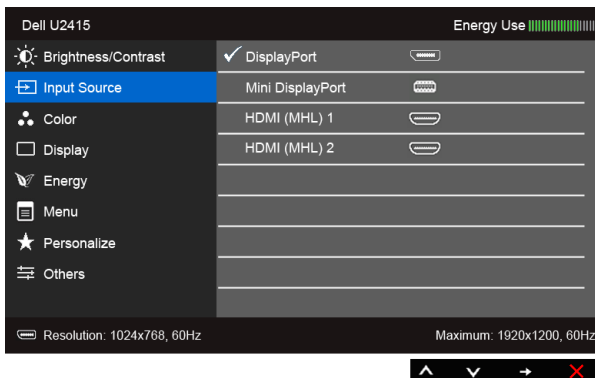 Dell U2415 Energy Use
Brightness/Contrast DisplayPort
Input Source Mini DisplayPort
Color HDMI (MHL) 1
Display HDMI (MHL) 2
Energy
Menu
Personalize
Others
Resolution: 1024x768, 60Hz Maximum: 1920x1200, 60Hz